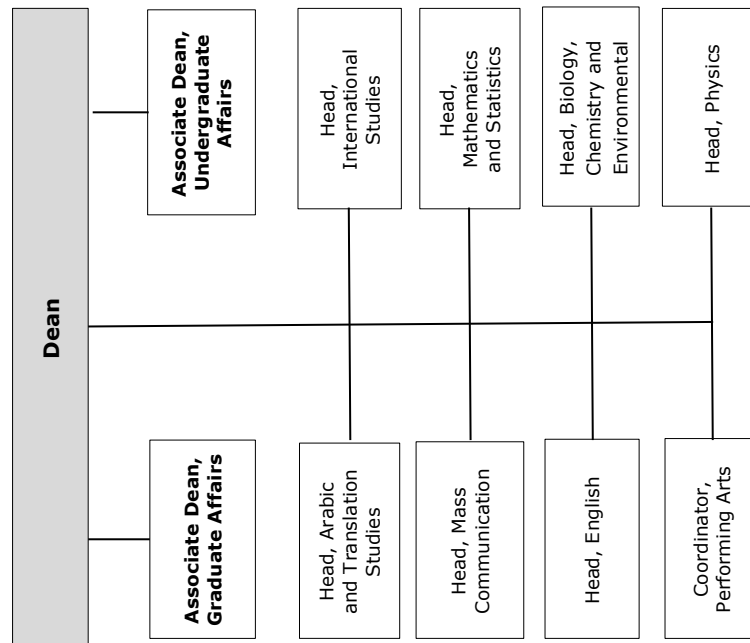 Dean
Associate Dean,
Graduate Affairs
Associate Dean,
Undergraduate
Affairs
Head, Arabic
and Translation
Studies
Head,
International
Studies
Head, Mass
Communication
Head,
Mathematics
and Statistics
Head, English
Head, Biology,
Chemistry and
Environmental
Coordinator,
Performing Arts
Head, Physics